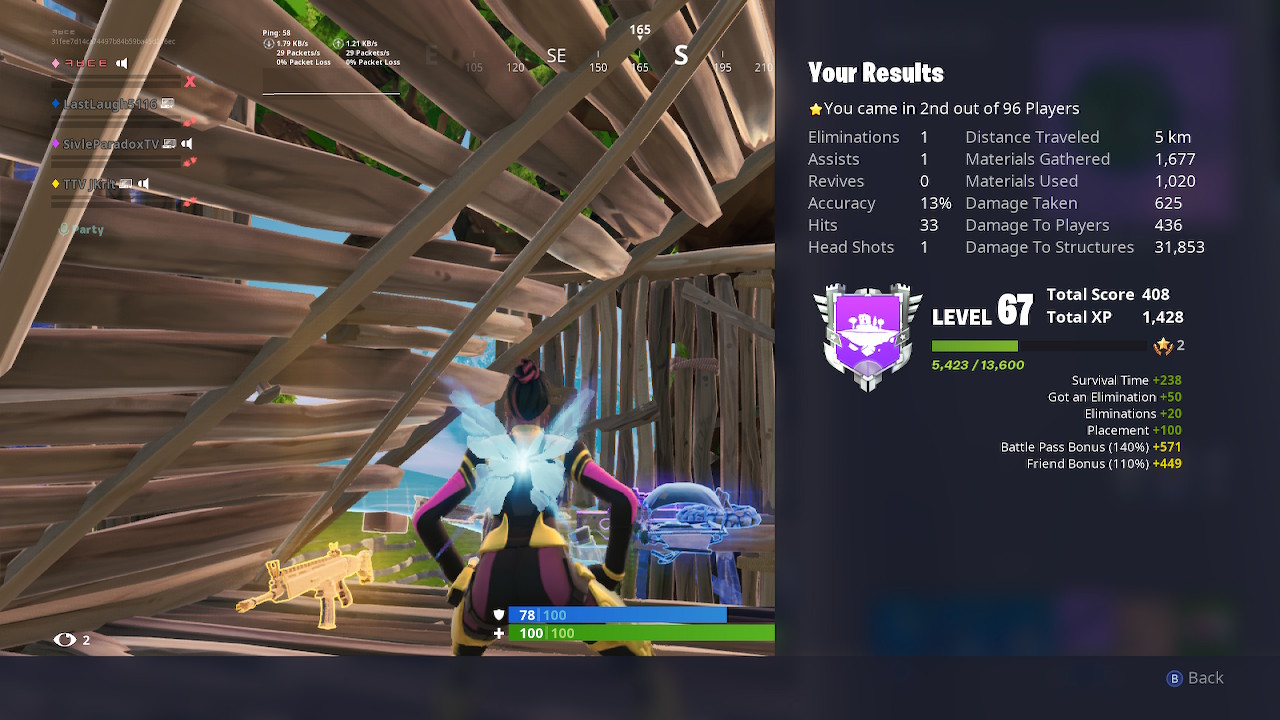 ЯBCE
Ping: 58
1.79 KB/s 1.21 KB/s
29 Packets/s 29 Packets/s
0% Packet Loss 0% Packet Loss
165
E 105 120 SE 150 165 S 195 210
LastLaugh5116
SivleParadoxTV
TTV
Party
2
78 | 100
100 | 100
Your Results
You came in 2nd out of 96 Players
Eliminations 1 Distance Traveled 5 km
Assists 1 Materials Gathered 1,677
Revives 0 Materials Used 1,020
Accuracy 13% Damage Taken 625
Hits 33 Damage To Players 436
Head Shots 1 Damage To Structures 31,853
LEVEL 67
Total Score 408
Total XP 1,428
2
5,423 / 13,600
Survival Time +238
Got an Elimination +50
Eliminations +20
Placement +100
Battle Pass Bonus (140%) +571
Friend Bonus (110%) +449
B Back